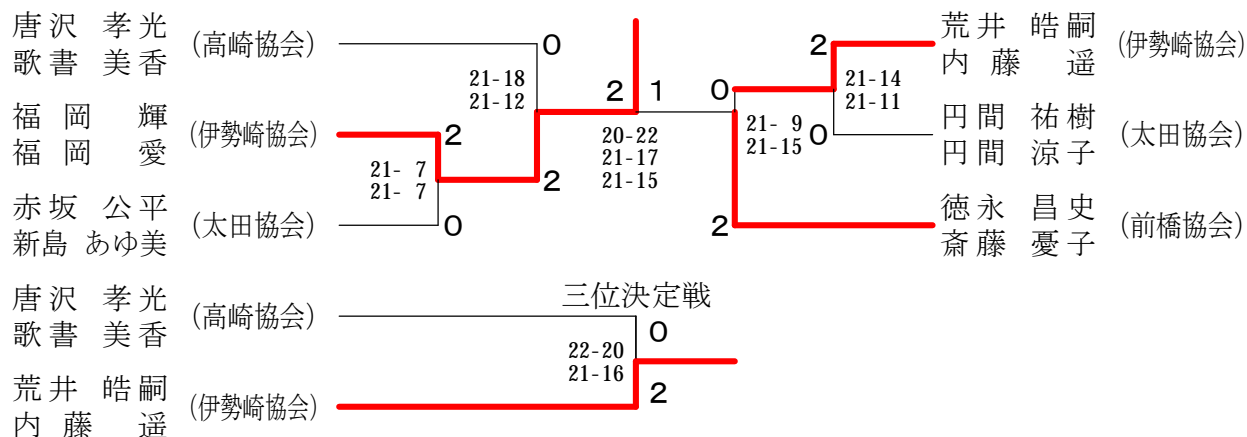 唐沢 孝光
歌書 美香
(高崎協会)
0
21-18
21-12
福岡 輝
福岡 愛
(伊勢崎協会)
2
21- 7
21- 7
2
赤坂 公平
新島 あゆ美
(太田協会)
0
2 1
20-22
21-17
21-15
荒井 皓嗣
内藤 遥
(伊勢崎協会)
2
21-14
21-11
0
円間 祐樹
円間 涼子
(太田協会)
0
21- 9
21-15
徳永 昌史
斎藤 憂子
(前橋協会)
2
三位決定戦
唐沢 孝光
歌書 美香
(高崎協会)
0
22-20
21-16
荒井 皓嗣
内藤 遥
(伊勢崎協会)
2